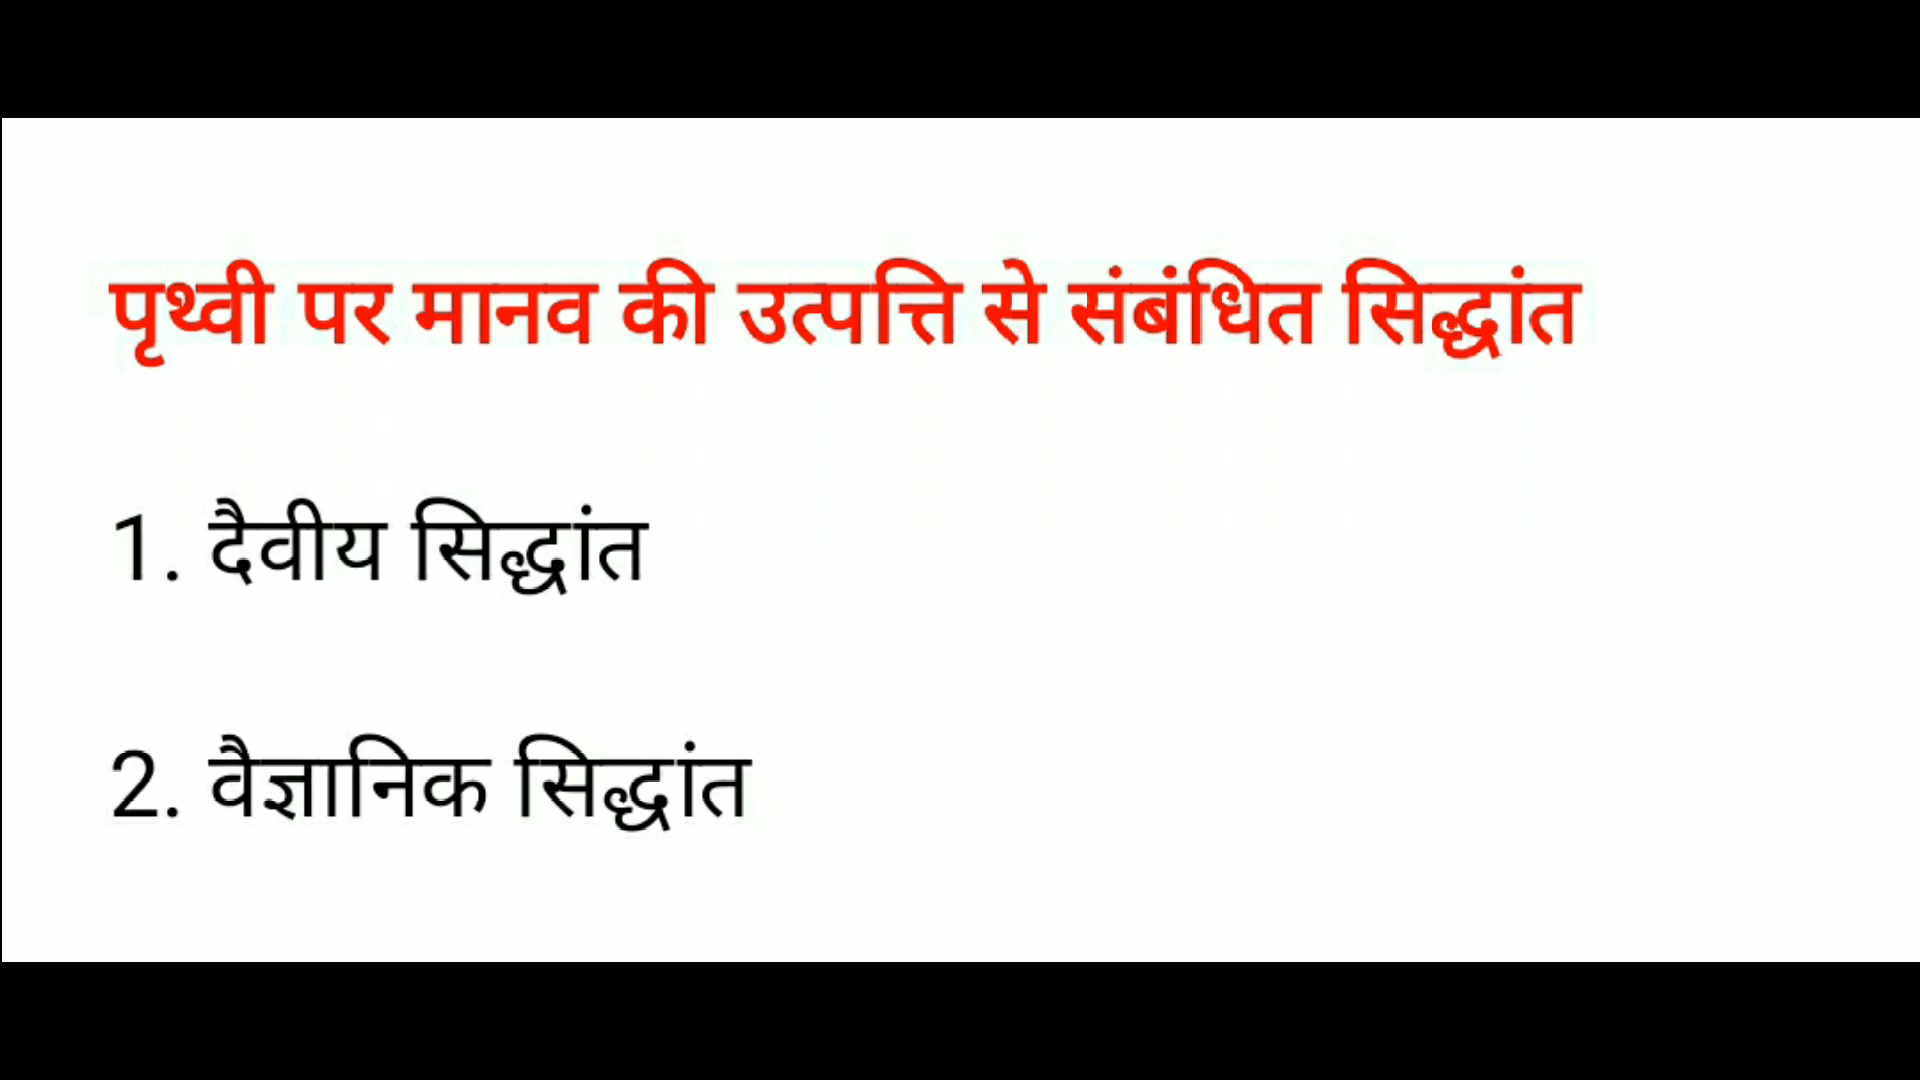 पृथ्वी पर मानव की उत्पत्ति से संबंधित सिद्धांत
1. दैवीय सिद्धांत
2. वैज्ञानिक सिद्धांत